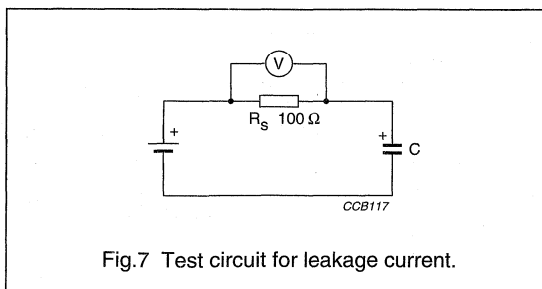 V
R_S 100 Ω
+
+
C
CCB117
Fig.7 Test circuit for leakage current.